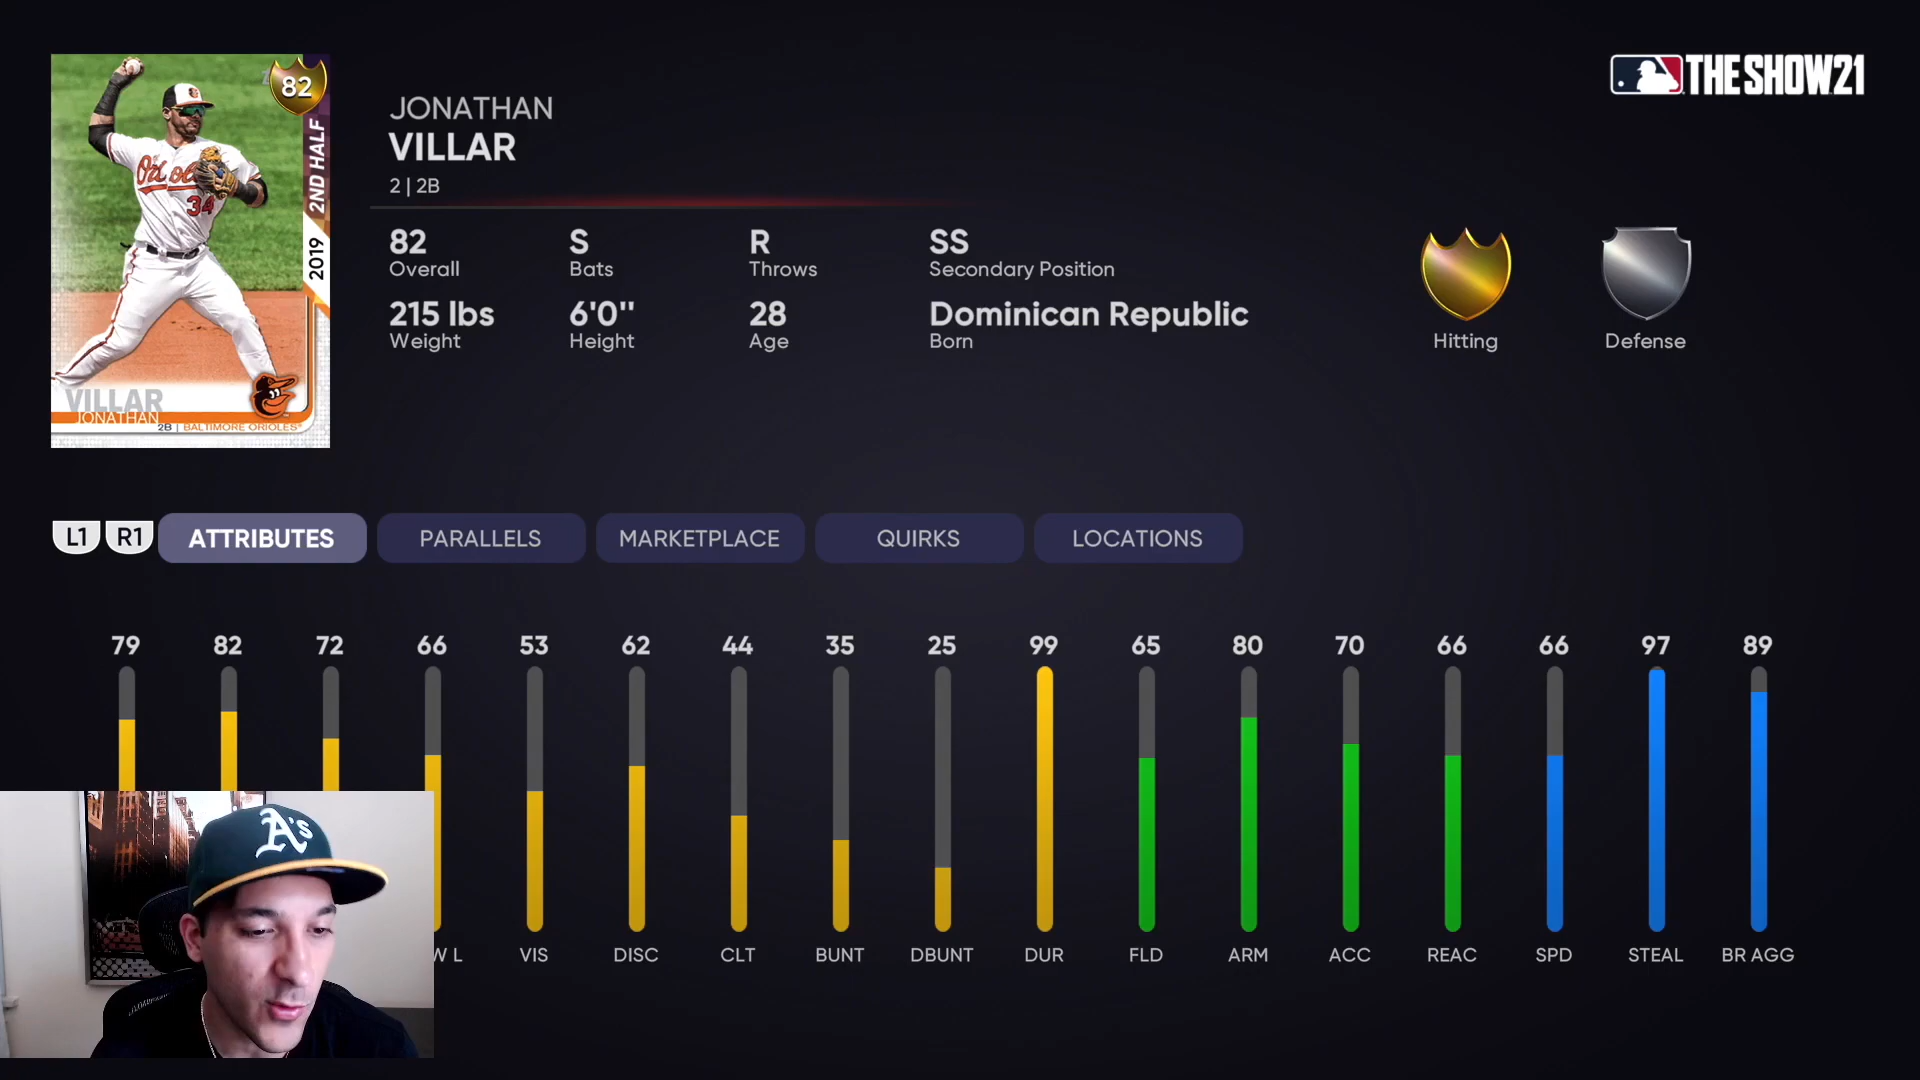 82
2ND HALF
2019
Orioles
34
VILLAR
JONATHAN
2B | BALTIMORE ORIOLES
THE SHOW 21
JONATHAN
VILLAR
2 | 2B
82 S R SS
Overall Bats Throws Secondary Position
215 lbs 6'0" 28 Dominican Republic
Weight Height Age Born
Hitting Defense
L1 R1 ATTRIBUTES PARALLELS MARKETPLACE QUIRKS LOCATIONS
79 82 72 66 53 62 44 35 25 99 65 80 70 66 66 97 89
W L VIS DISC CLT BUNT DBUNT DUR FLD ARM ACC REAC SPD STEAL BR AGG
A's